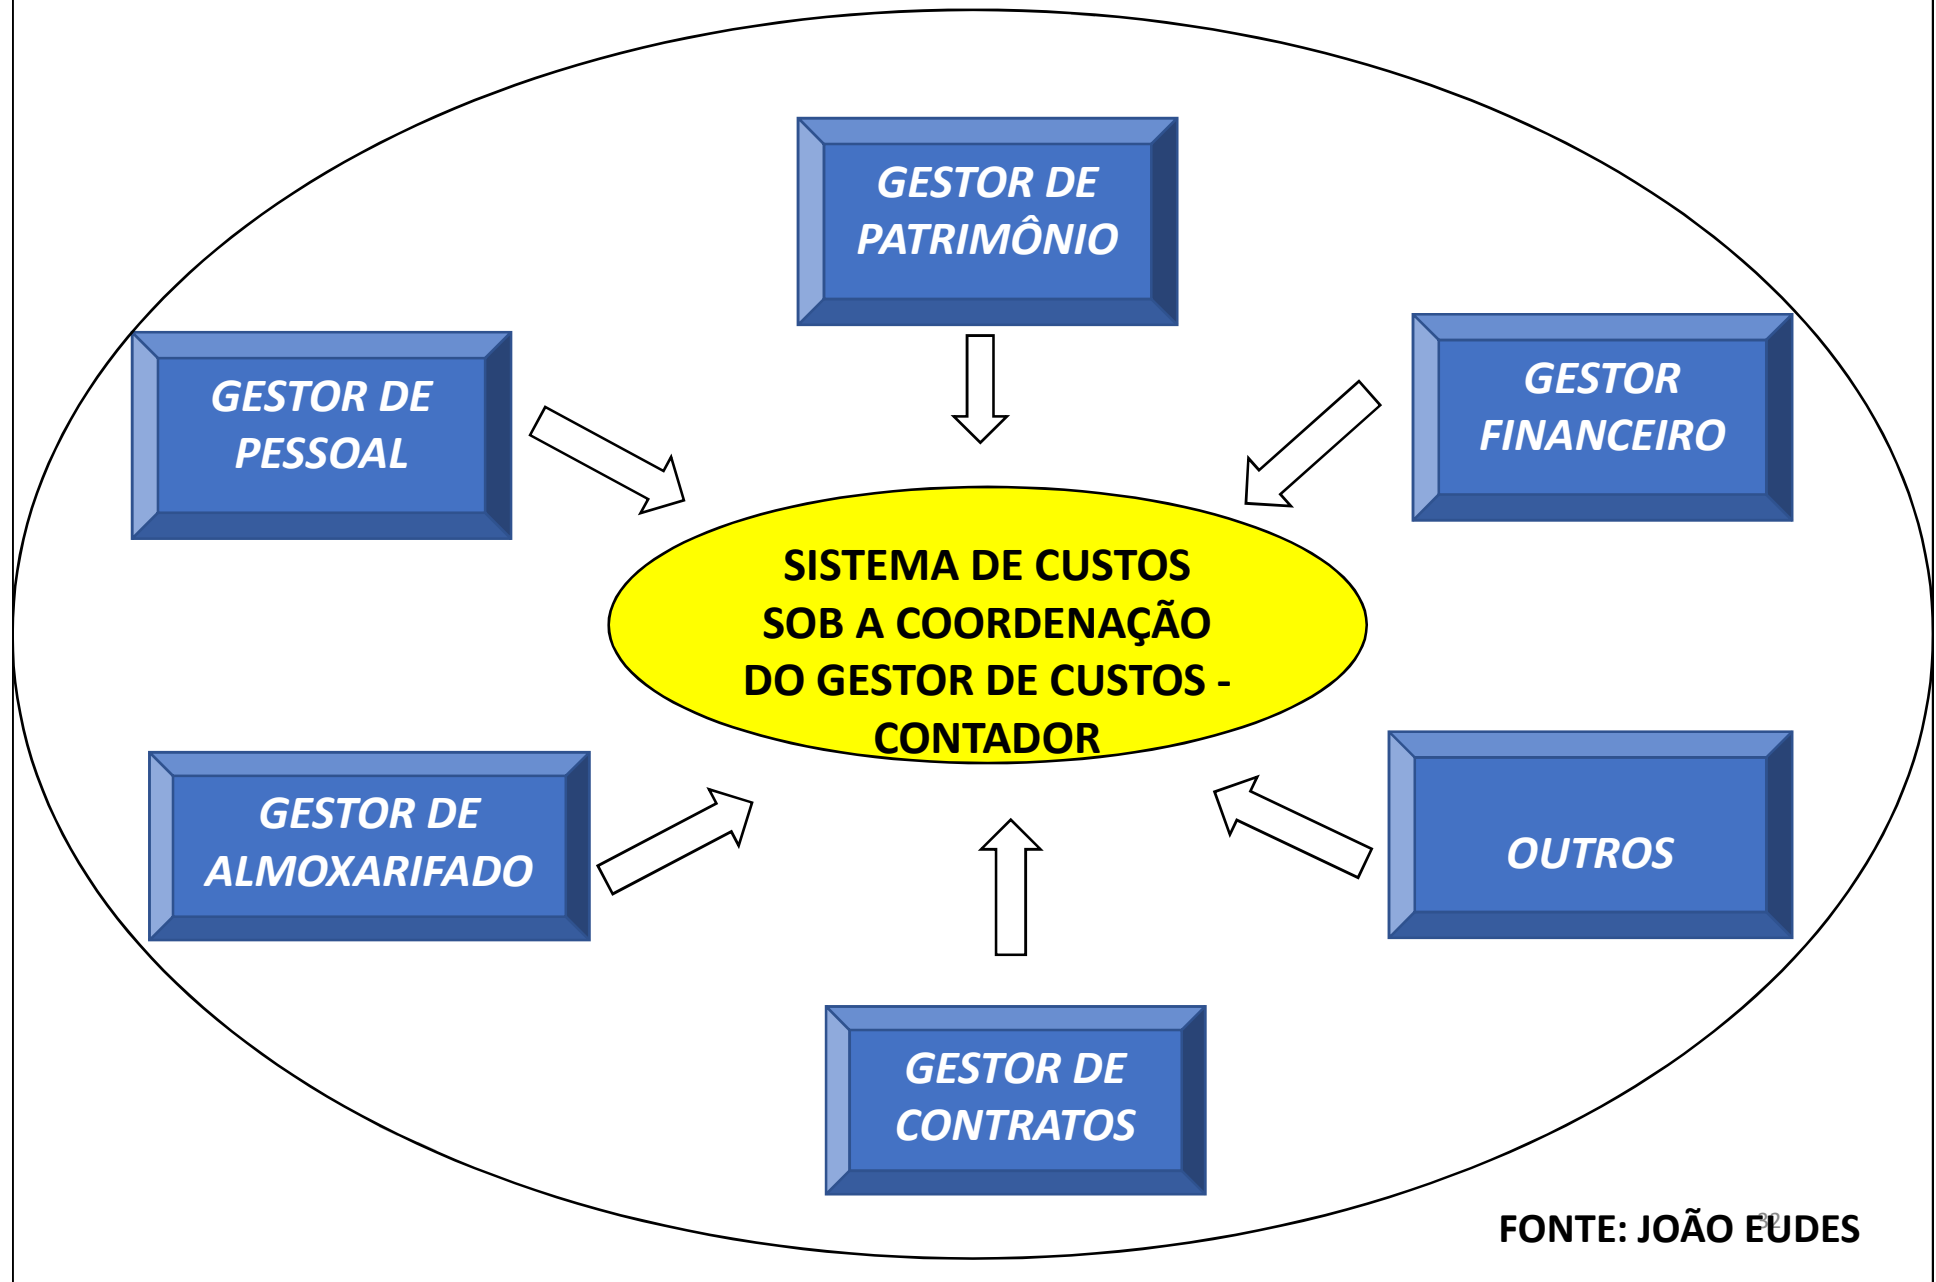 GESTOR DE
PATRIMÔNIO
GESTOR DE
PESSOAL
GESTOR
FINANCEIRO
SISTEMA DE CUSTOS
SOB A COORDENAÇÃO
DO GESTOR DE CUSTOS -
CONTADOR
GESTOR DE
ALMOXARIFADO
OUTROS
GESTOR DE
CONTRATOS
FONTE: JOÃO EUDES
32